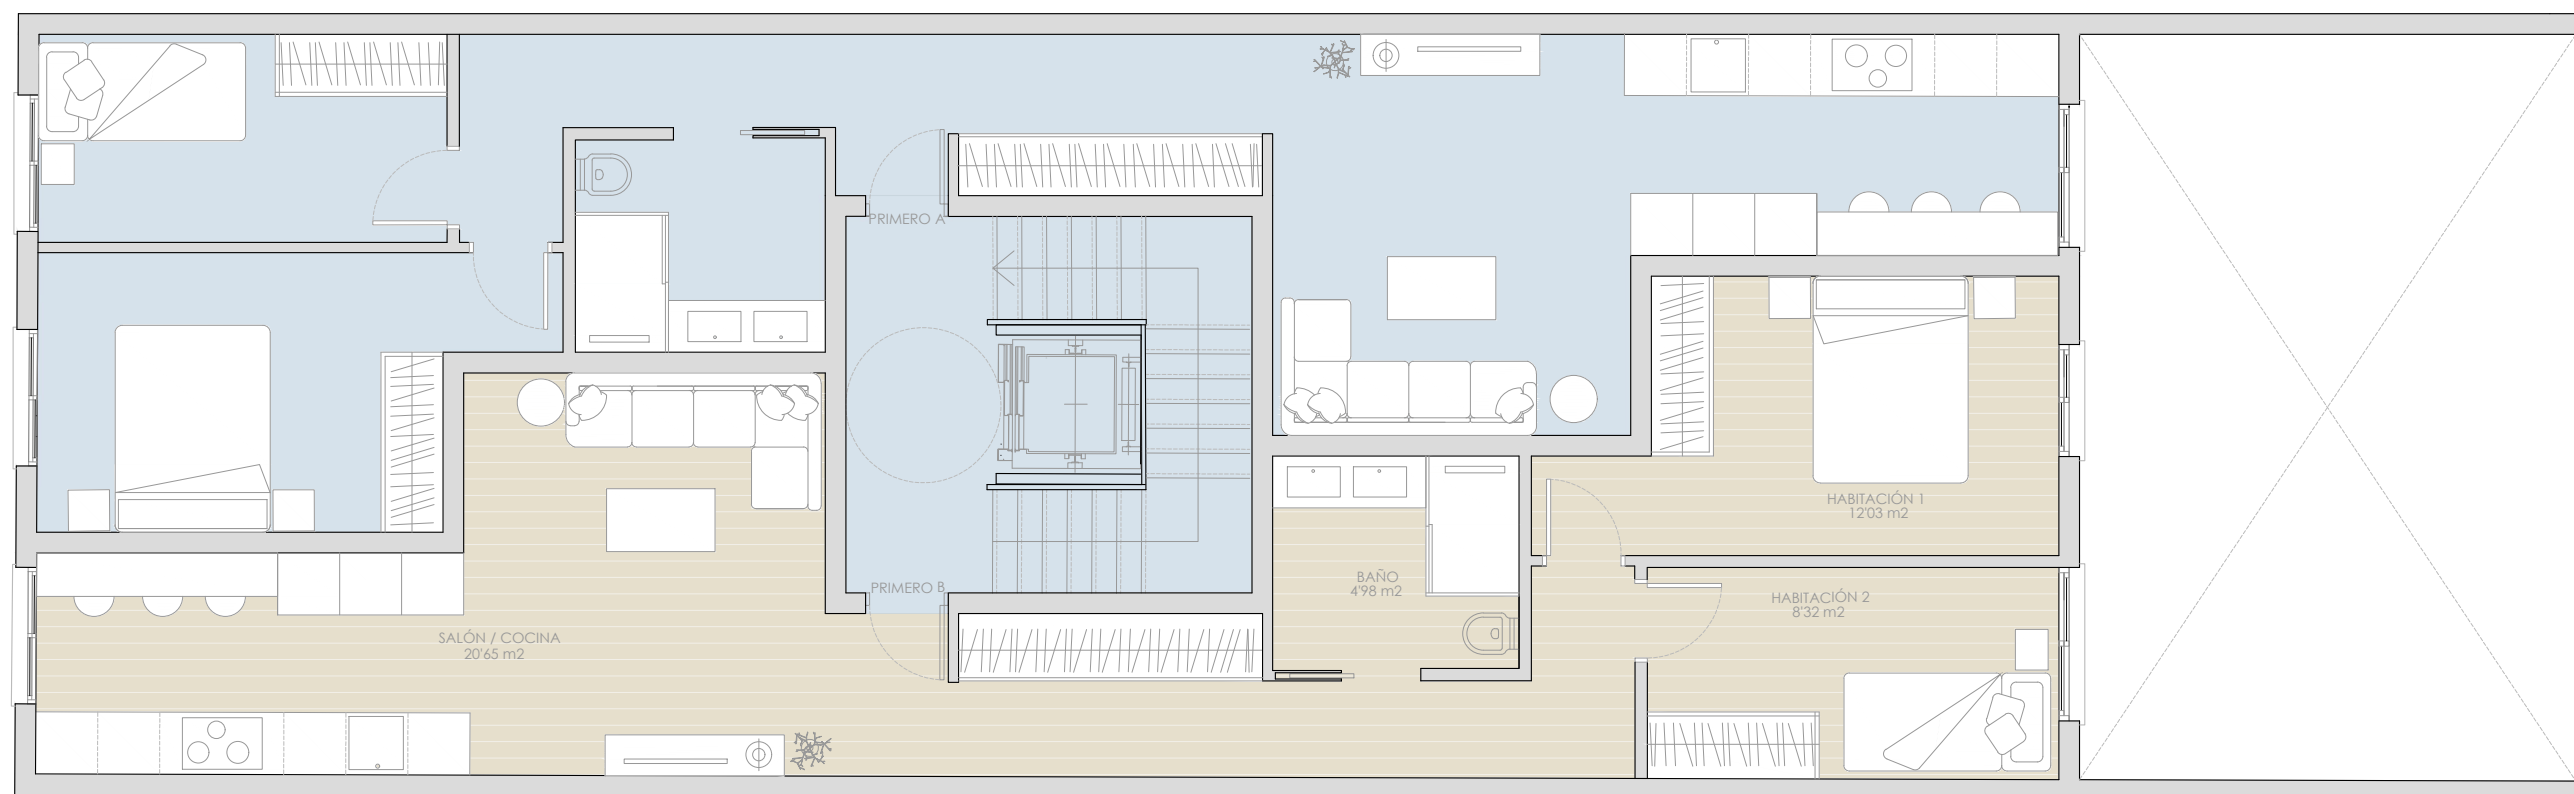 PRIMERO A
HABITACIÓN 1
12'03 m2
PRIMERO B
BAÑO
4'98 m2
HABITACIÓN 2
8'32 m2
SALÓN / COCINA
20'65 m2